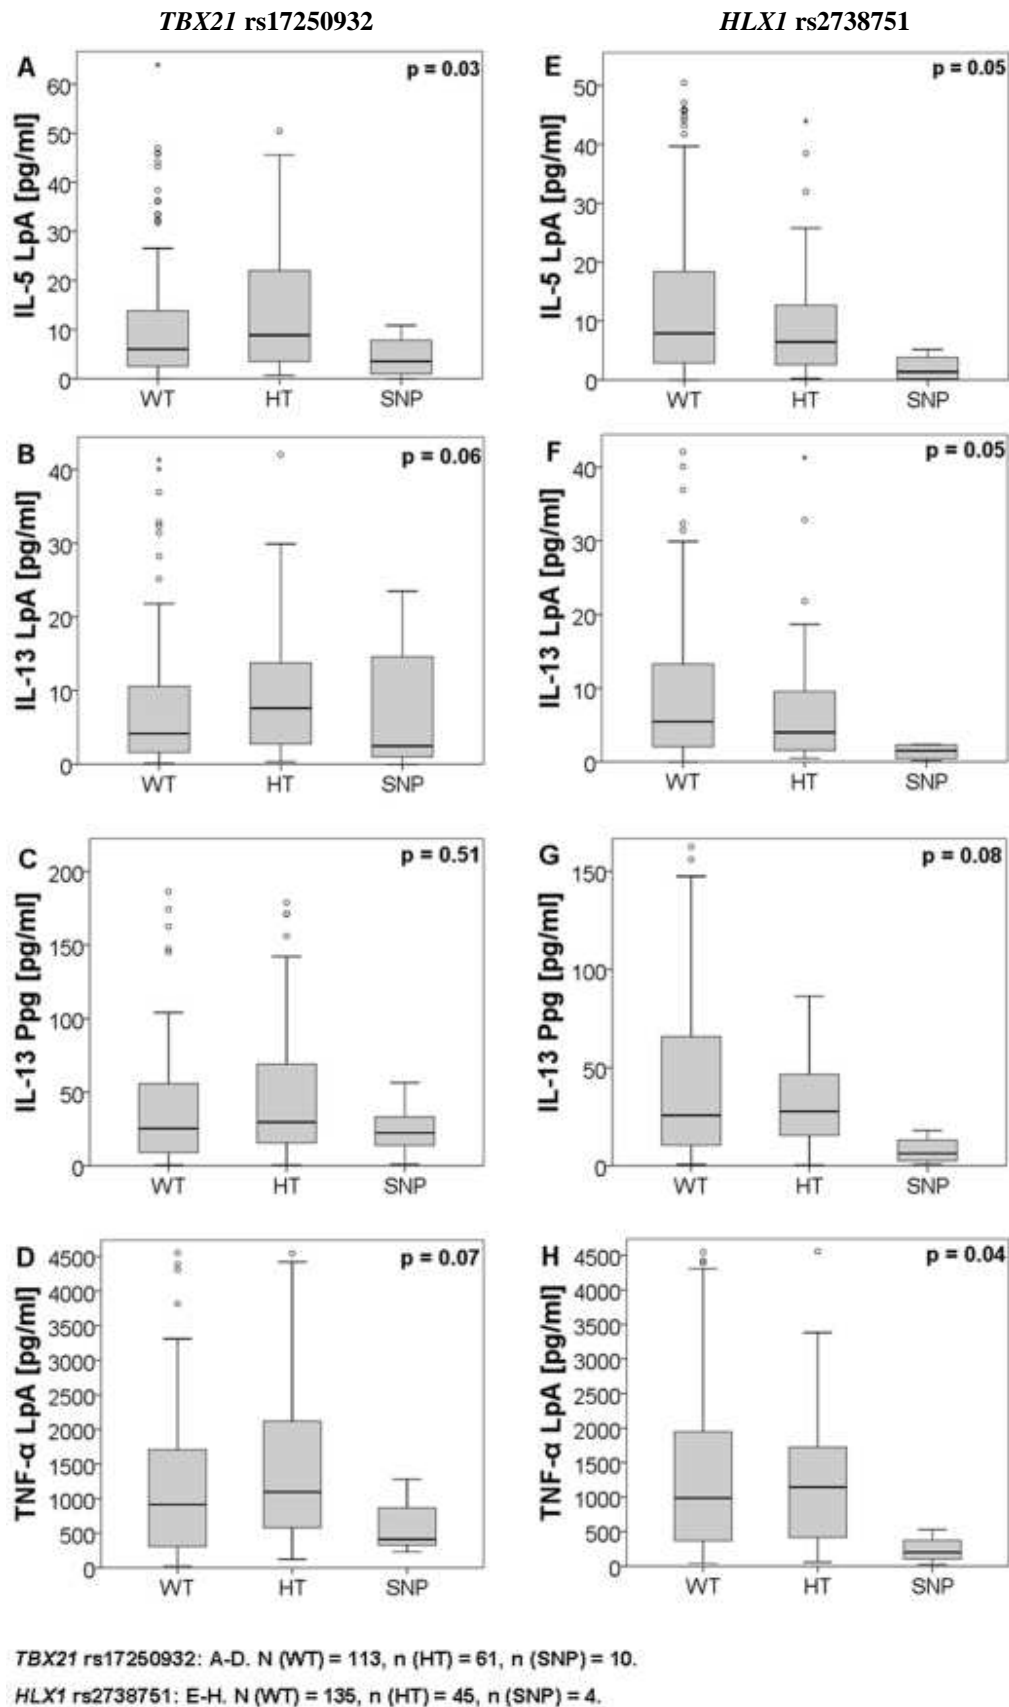 TBX21 rs17250932
HLX1 rs2738751
A
p = 0.03
IL-5 LpA [pg/ml]
60
50
40
30
20
10
0
WT HT SNP
E
p = 0.05
IL-5 LpA [pg/ml]
50
40
30
20
10
0
WT HT SNP
B
p = 0.06
IL-13 LpA [pg/ml]
40
30
20
10
0
WT HT SNP
F
p = 0.05
IL-13 LpA [pg/ml]
40
30
20
10
0
WT HT SNP
C
p = 0.51
IL-13 Ppg [pg/ml]
200
150
100
50
0
WT HT SNP
G
p = 0.08
IL-13 Ppg [pg/ml]
150
100
50
0
WT HT SNP
D
p = 0.07
TNF-α LpA [pg/ml]
4500
4000
3500
3000
2500
2000
1500
1000
500
0
WT HT SNP
H
p = 0.04
TNF-α LpA [pg/ml]
4500
4000
3500
3000
2500
2000
1500
1000
500
0
WT HT SNP
TBX21 rs17250932: A-D. N (WT) = 113, n (HT) = 61, n (SNP) = 10.
HLX1 rs2738751: E-H. N (WT) = 135, n (HT) = 45, n (SNP) = 4.